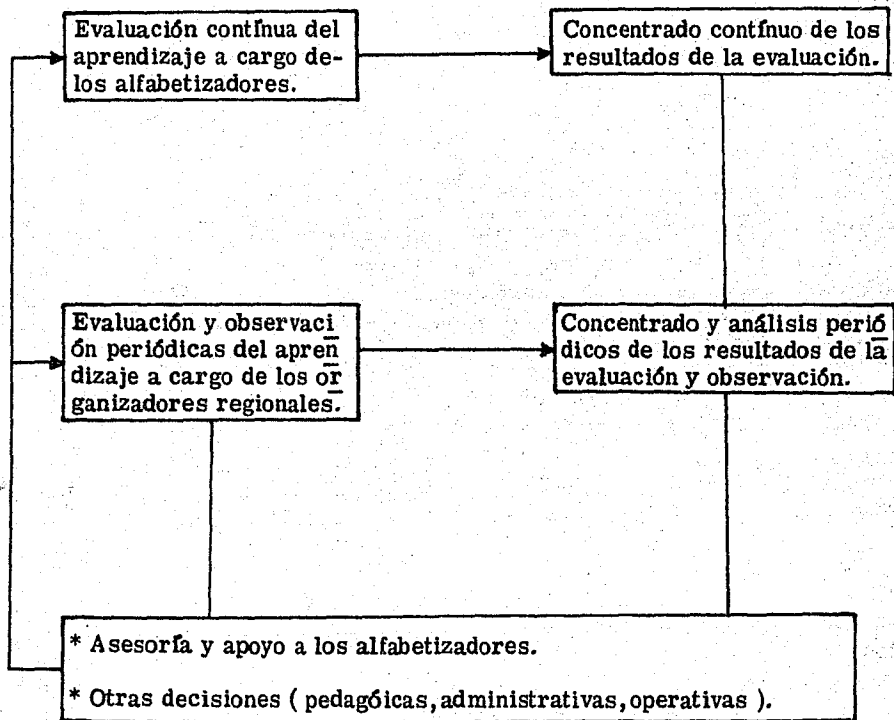 Evaluación contínua del
aprendizaje a cargo de-
los alfabetizadores.
Concentrado contínuo de los
resultados de la evaluación.
Evaluación y observaci
ón periódicas del apren
dizaje a cargo de los or
ganizadores regionales.
Concentrado y análisis perió
dicos de los resultados de la
evaluación y observación.
* Asesoría y apoyo a los alfabetizadores.
* Otras decisiones ( pedagóicas,administrativas,operativas ).